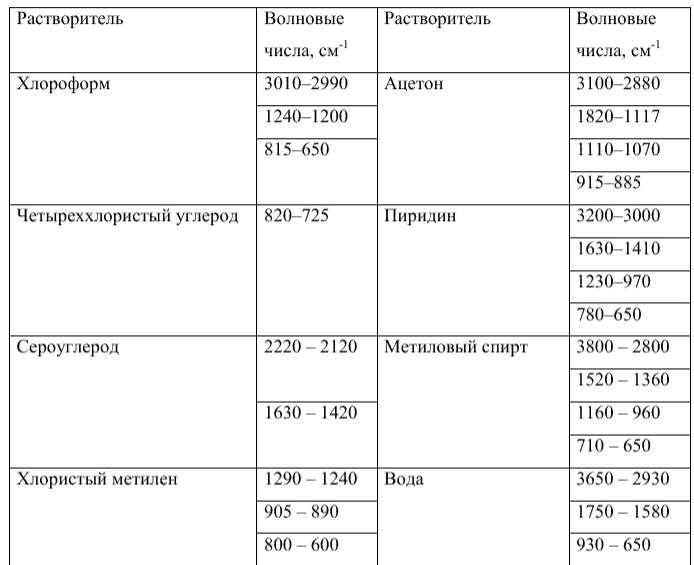 Растворитель Волновые Растворитель Волновые
числа, см-1 числа, см-1
Хлороформ 3010–2990 Ацетон 3100–2880
1240–1200 1820–1117
815–650 1110–1070
915–885
Четыреххлористый углерод 820–725 Пиридин 3200–3000
1630–1410
1230–970
780–650
Сероуглерод 2220 – 2120 Метиловый спирт 3800 – 2800
1520 – 1360
1630 – 1420 1160 – 960
710 – 650
Хлористый метилен 1290 – 1240 Вода 3650 – 2930
905 – 890 1750 – 1580
800 – 600 930 – 650